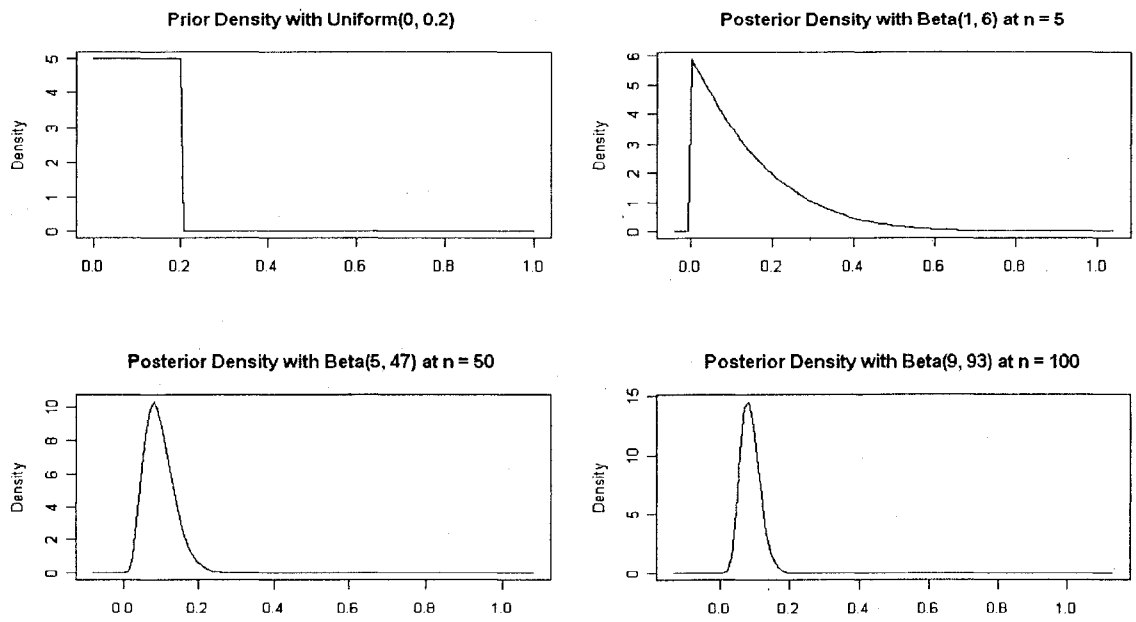 Prior Density with Uniform(0, 0.2)
Density
5
4
3
2
1
0
0.0 0.2 0.4 0.6 0.8 1.0
Posterior Density with Beta(1, 6) at n = 5
Density
6
5
4
3
2
1
0
0.0 0.2 0.4 0.6 0.8 1.0
Posterior Density with Beta(5, 47) at n = 50
Density
10
8
6
4
2
0
0.0 0.2 0.4 0.6 0.8 1.0
Posterior Density with Beta(9, 93) at n = 100
Density
15
10
5
0
0.0 0.2 0.4 0.6 0.8 1.0